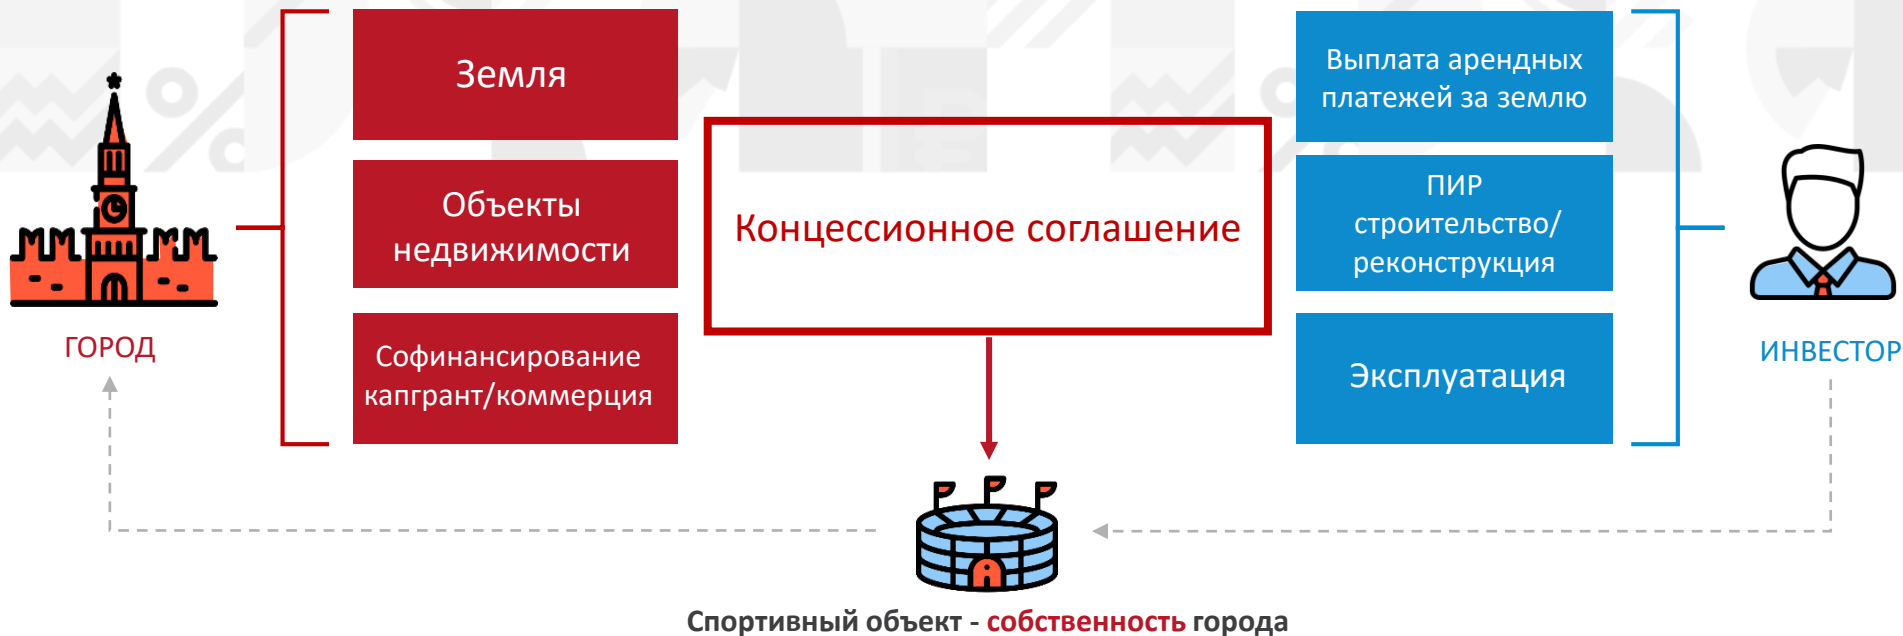 Земля
Объекты
недвижимости
Софинансирование
капгрант/коммерция
ГОРОД
Концессионное соглашение
Выплата арендных
платежей за землю
ПИР
строительство/
реконструкция
Эксплуатация
ИНВЕСТОР
Спортивный объект - собственность города